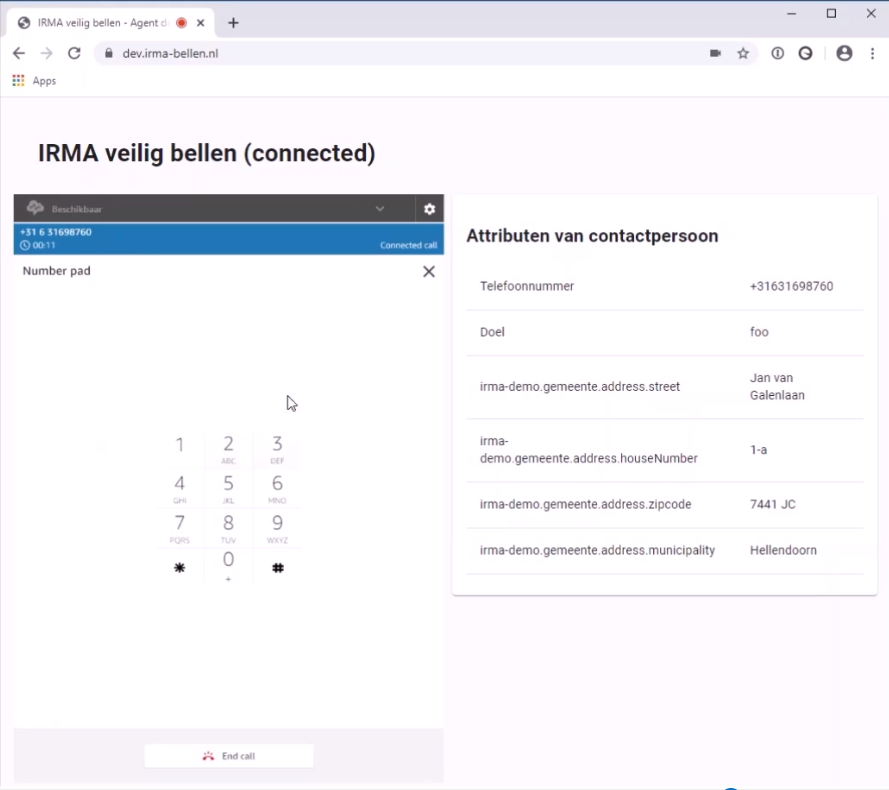 IRMA veilig bellen - Agent d
dev.irma-bellen.nl
Apps
IRMA veilig bellen (connected)
Beschikbaar
+31 6 31698760
00:11
Connected call
Number pad
1 2 3
ABC DEF
4 5 6
GHI JKL MNO
7 8 9
PQRS TUV WXYZ
* 0 #
+
End call
Attributen van contactpersoon
Telefoonnummer +31631698760
Doel foo
irma-demo.gemeente.address.street Jan van
Galenlaan
irma-
demo.gemeente.address.houseNumber 1-a
irma-demo.gemeente.address.zipcode 7441 JC
irma-demo.gemeente.address.municipality Hellendoorn